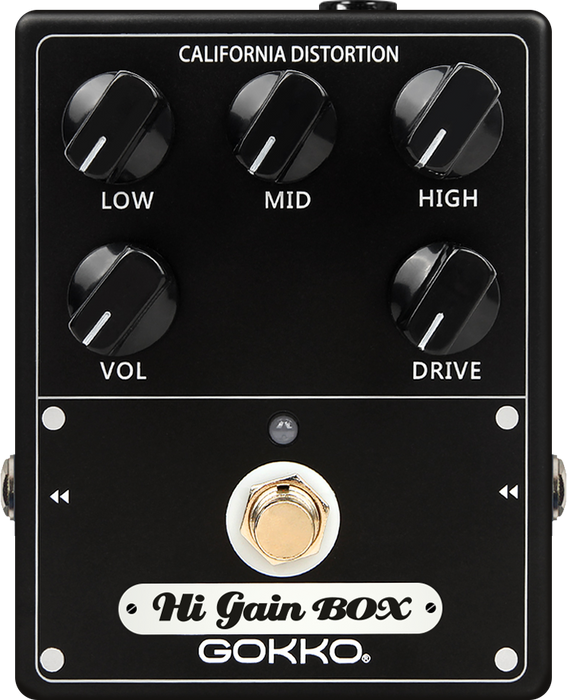 CALIFORNIA DISTORTION
LOW MID HIGH
VOL DRIVE
Hi Gain BOX
GOKKO®